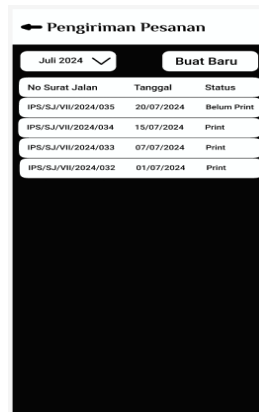 Pengiriman Pesanan
Juli 2024 Buat Baru
No Surat Jalan Tanggal Status
IPS/SJ/VII/2024/035 20/07/2024 Belum Print
IPS/SJ/VII/2024/034 15/07/2024 Print
IPS/SJ/VII/2024/033 07/07/2024 Print
IPS/SJ/VII/2024/032 01/07/2024 Print